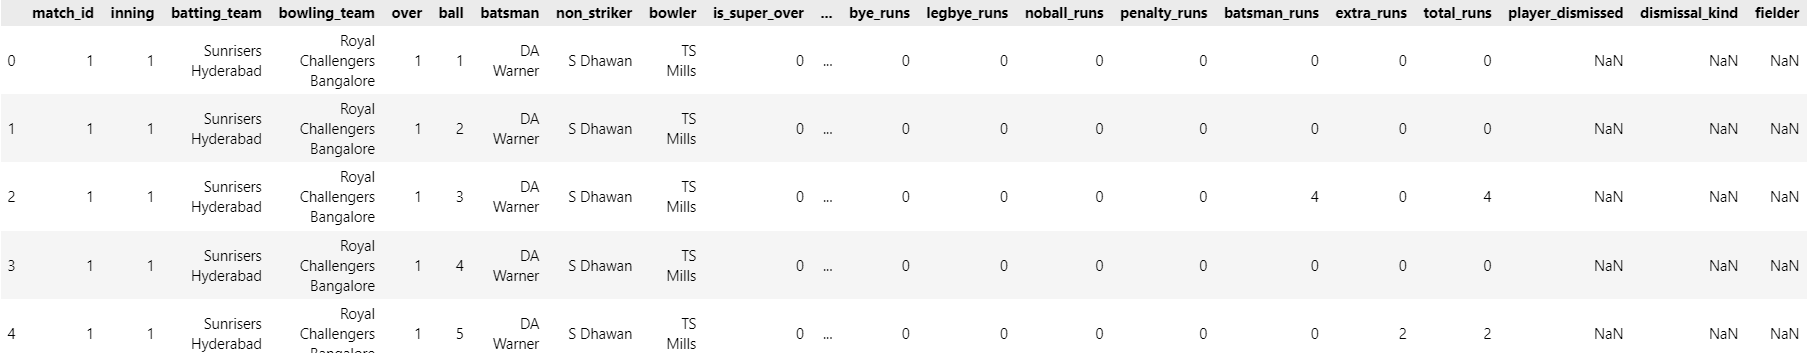 match_id inning batting_team bowling_team over ball batsman non_striker bowler is_super_over ... bye_runs legbye_runs noball_runs penalty_runs batsman_runs extra_runs total_runs player_dismissed dismissal_kind fielder
0 1 1 Sunrisers Hyderabad Royal Challengers Bangalore 1 1 DA Warner S Dhawan TS Mills 0 ... 0 0 0 0 0 0 0 NaN NaN NaN
1 1 1 Sunrisers Hyderabad Royal Challengers Bangalore 1 2 DA Warner S Dhawan TS Mills 0 ... 0 0 0 0 0 0 0 NaN NaN NaN
2 1 1 Sunrisers Hyderabad Royal Challengers Bangalore 1 3 DA Warner S Dhawan TS Mills 0 ... 0 0 0 0 4 0 4 NaN NaN NaN
3 1 1 Sunrisers Hyderabad Royal Challengers Bangalore 1 4 DA Warner S Dhawan TS Mills 0 ... 0 0 0 0 0 0 0 NaN NaN NaN
4 1 1 Sunrisers Hyderabad Royal Challengers Bangalore 1 5 DA Warner S Dhawan TS Mills 0 ... 0 0 0 0 0 2 2 NaN NaN NaN